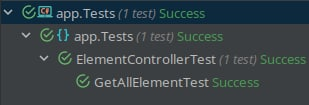 app.Tests (1 test) Success
{} app.Tests (1 test) Success
ElementControllerTest (1 test) Success
GetAllElementTest Success